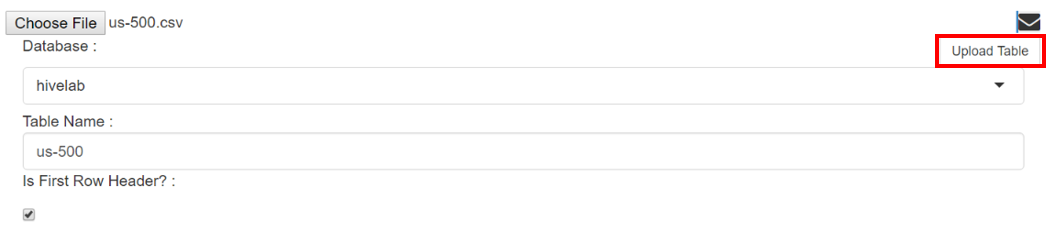 Choose File us-500.csv
Database :
Upload Table
hivelab
Table Name :
us-500
Is First Row Header? :